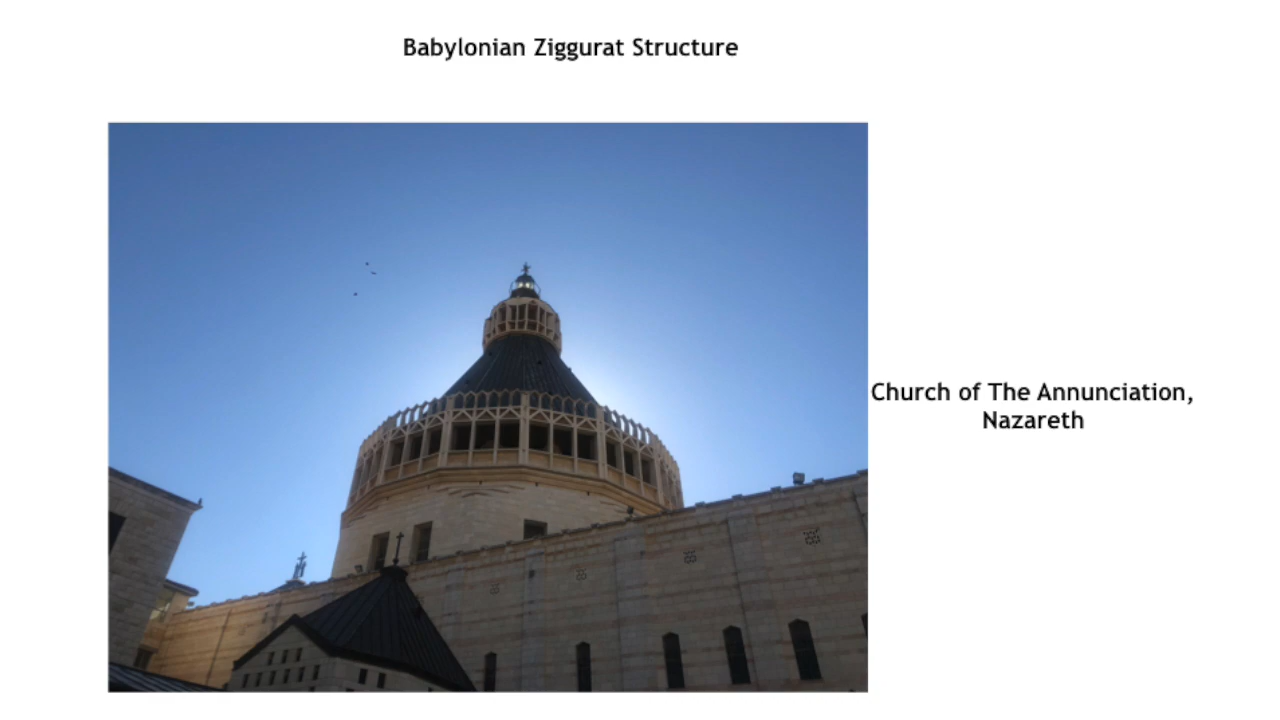 Babylonian Ziggurat Structure
Church of The Annunciation,
Nazareth